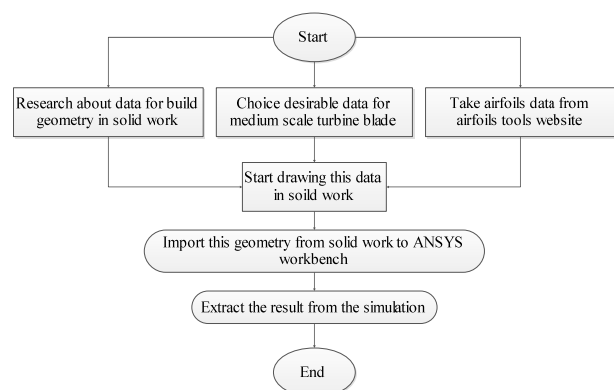 Start
Research about data for build
geometry in solid work
Choice desirable data for
medium scale turbine blade
Take airfoils data from
airfoils tools website
Start drawing this data
in soild work
Import this geometry from solid work to ANSYS
workbench
Extract the result from the simulation
End